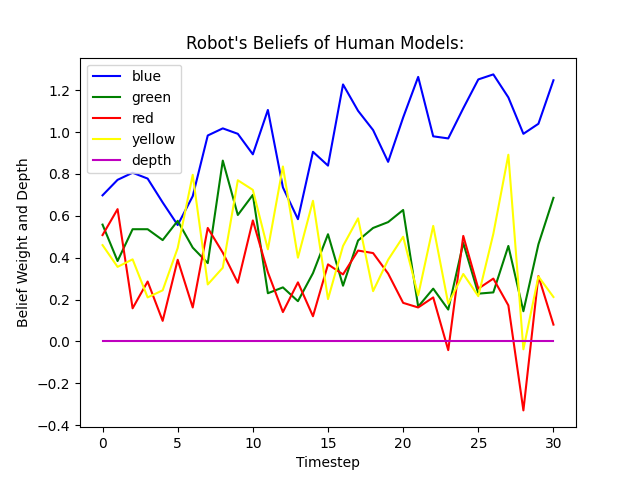 Robot's Beliefs of Human Models:
blue
green
red
yellow
depth
Belief Weight and Depth
1.2
1.0
0.8
0.6
0.4
0.2
0.0
−0.2
−0.4
0 5 10 15 20 25 30
Timestep